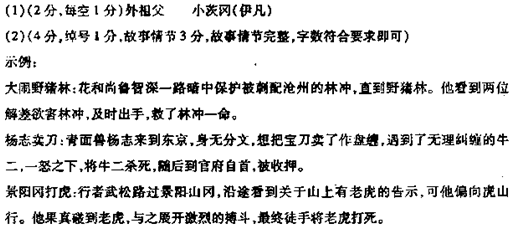 (1)(2分,每空1分)外祖父 小茨冈(伊凡)
(2)(4分,绰号1分,故事情节3分,故事情节完整,字数符合要求即可)
示例:
大闹野猪林:花和尚鲁智深一路暗中保护被刺配沧州的林冲,直到野猪林。他看到两位
解差欲害林冲,及时出手,救了林冲一命。
杨志卖刀:青面兽杨志来到东京,身无分文,想把宝刀卖了作盘缠,遇到了无理纠缠的牛
二,一怒之下,将牛二杀死,随后到官府自首,被收押。
景阳冈打虎:行者武松路过景阳山冈,沿途看到关于山上有老虎的告示,可他偏向虎山
行。他果真碰到老虎,与之展开激烈的搏斗,最终徒手将老虎打死。